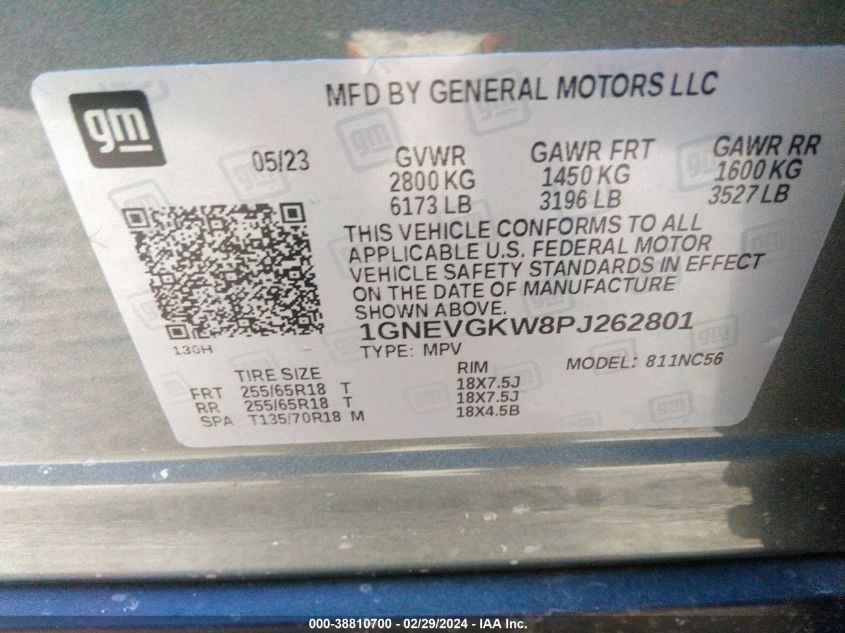 gm
MFD BY GENERAL MOTORS LLC
05/23
GVWR GAWR FRT GAWR RR
2800 KG 1450 KG 1600 KG
6173 LB 3196 LB 3527 LB
THIS VEHICLE CONFORMS TO ALL
APPLICABLE U.S. FEDERAL MOTOR
VEHICLE SAFETY STANDARDS IN EFFECT
ON THE DATE OF MANUFACTURE
SHOWN ABOVE.
1GNEVGKW8PJ262801
130H
TYPE: MPV MODEL: 811NC56
TIRE SIZE RIM
FRT 255/65R18 T 18X7.5J
RR 255/65R18 T 18X7.5J
SPA T135/70R18 M 18X4.5B
000-38810700 - 02/29/2024 - IAA Inc.